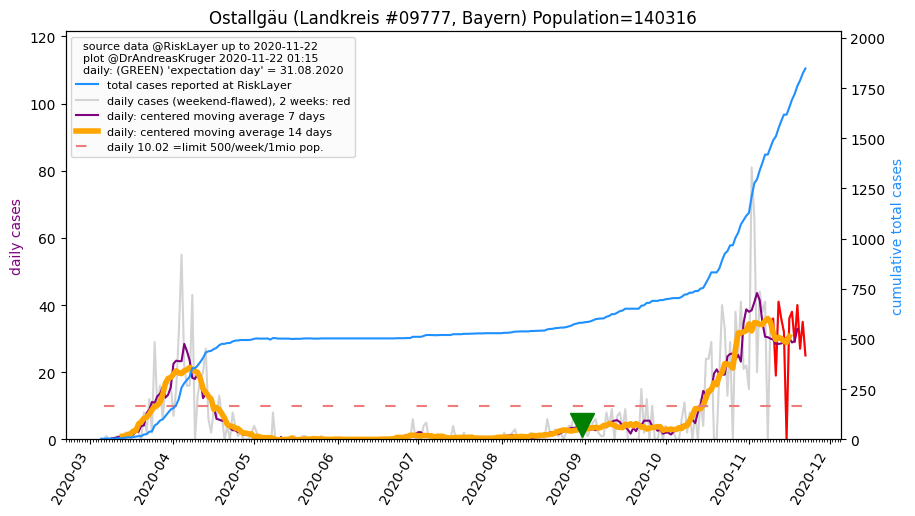 Ostallgäu (Landkreis #09777, Bayern) Population=140316
source data @RiskLayer up to 2020-11-22
plot @DrAndreasKruger 2020-11-22 01:15
daily: (GREEN) 'expectation day' = 31.08.2020
total cases reported at RiskLayer
daily cases (weekend-flawed), 2 weeks: red
daily: centered moving average 7 days
daily: centered moving average 14 days
daily 10.02 =limit 500/week/1mio pop.
daily cases
120
100
80
60
40
20
0
cumulative total cases
2000
1750
1500
1250
1000
750
500
250
0
2020-03
2020-04
2020-05
2020-06
2020-07
2020-08
2020-09
2020-10
2020-11
2020-12